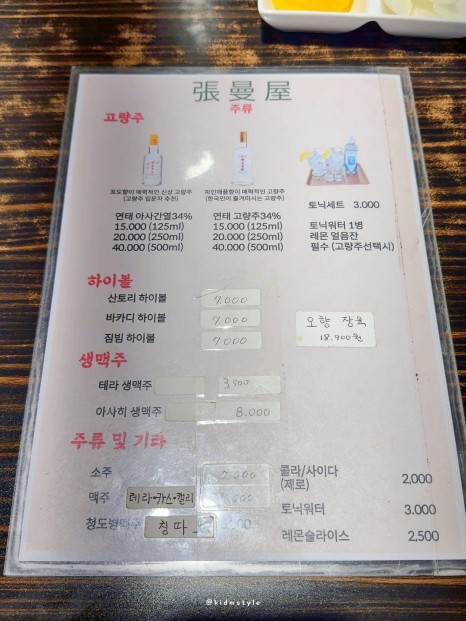 張曼屋
주류
고량주
포도향이 매력적인 신상 고량주
(고량주 입문자 추천)
연태 아사간열34%
15.000 (125ml)
20.000 (250ml)
40.000 (500ml)
파인애플향이 매력적인 고량주
(한국인이 즐겨마시는 고량주)
연태 고량주34%
15.000 (125ml)
20.000 (250ml)
40.000 (500ml)
토닉세트 3.000
토닉워터 1병
레몬 얼음잔
필수 (고량주선택시)
하이볼
산토리 하이볼 7.000
바카디 하이볼 7.000
짐빔 하이볼 7.000
오향 장육
18.900원
생맥주
테라 생맥주 3,500
아사히 생맥주 8.000
주류 및 기타
소주
맥주 테라·카스·켈리
칭따
콜라/사이다 2,000
(제로)
토닉워터 3.000
레몬슬라이스 2,500
@kidmstyle